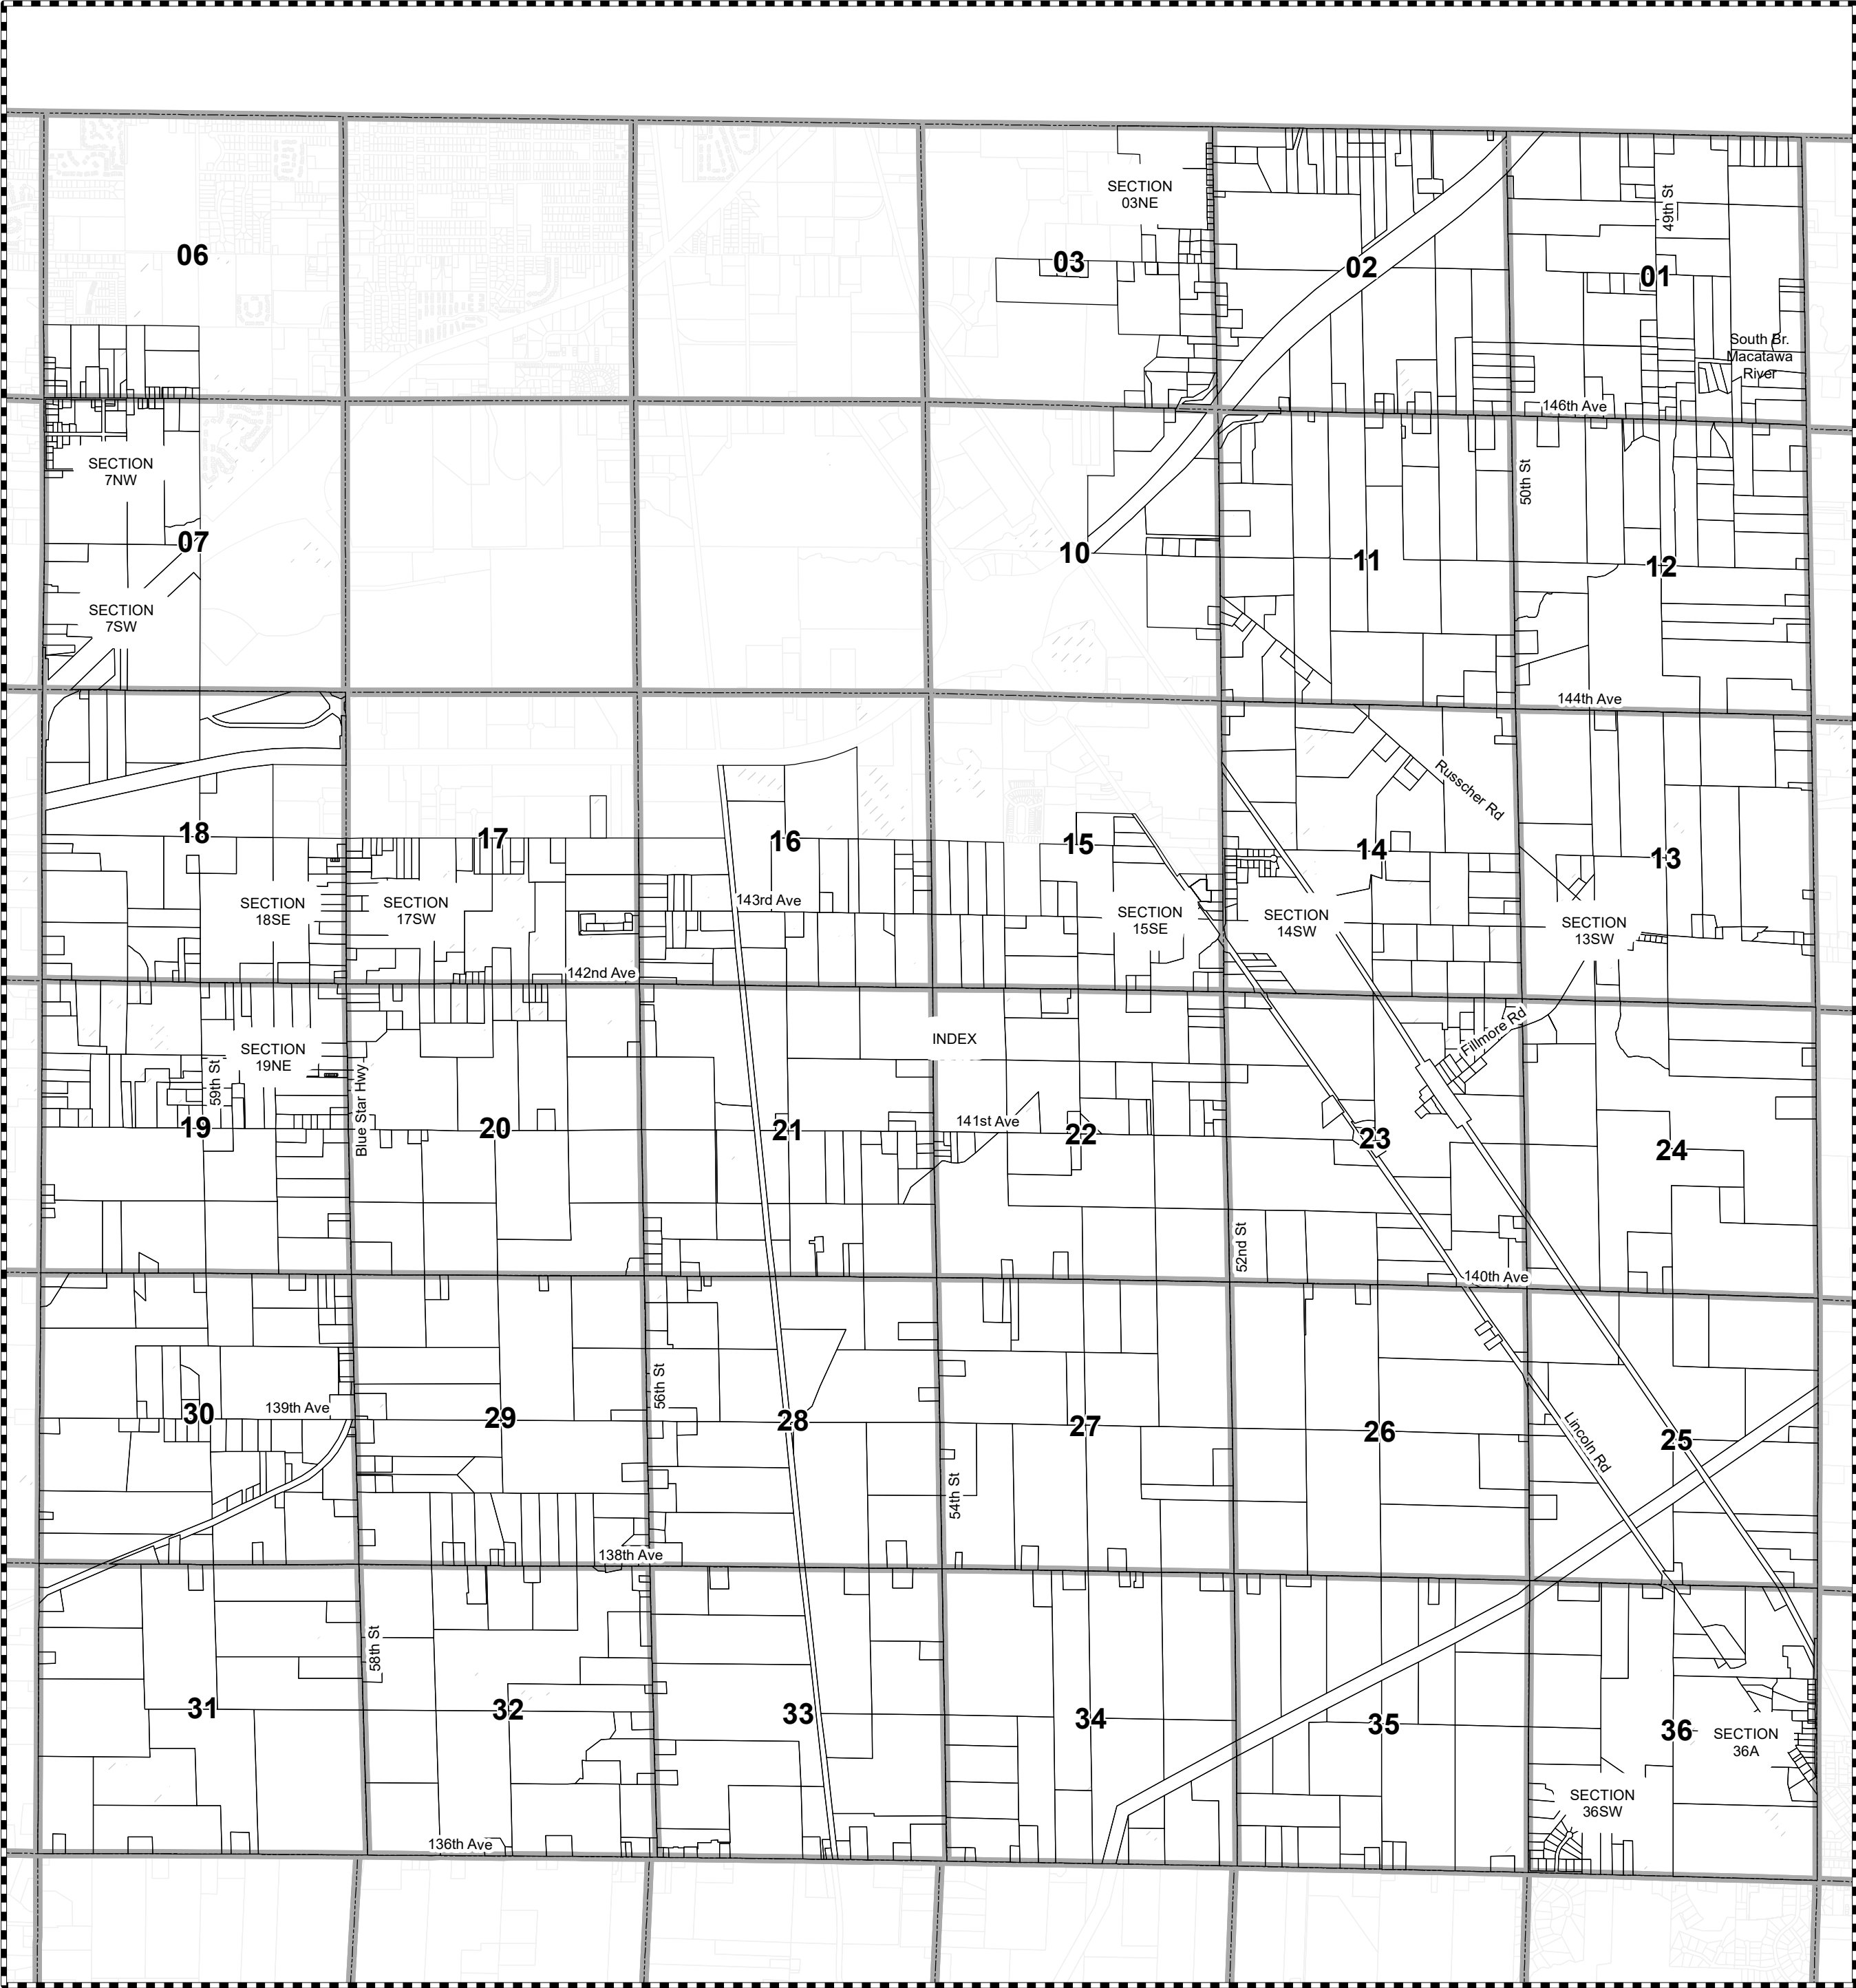 SECTION
03NE
49th St
06
03
02
01
South Br.
Macatawa
River
146th Ave
SECTION
7NW
50th St
07
10
11
12
SECTION
7SW
144th Ave
Russcher Rd
18
17
16
15
14
13
143rd Ave
SECTION
18SE
SECTION
17SW
SECTION
15SE
SECTION
14SW
SECTION
13SW
142nd Ave
Fillmore Rd
INDEX
SECTION
19NE
59th St
Blue Star Hwy
141st Ave
19
20
21
22
23
24
52nd St
140th Ave
56th St
139th Ave
30
29
28
27
26
25
Lincoln Rd
54th St
138th Ave
58th St
31
32
33
34
35
36
SECTION
36A
SECTION
36SW
136th Ave